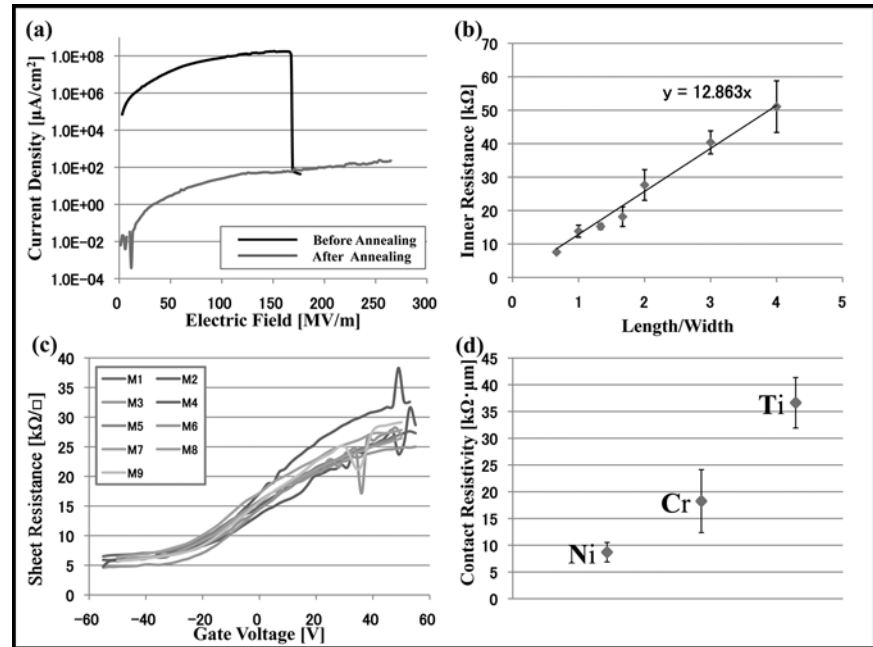 (a)
Current Density [μA/cm²]
1.0E+08
1.0E+06
1.0E+04
1.0E+02
1.0E+00
1.0E−02
1.0E−04
Before Annealing
After Annealing
0 50 100 150 200 250 300
Electric Field [MV/m]
(b)
Inner Resistance [kΩ]
70
60
50
40
30
20
10
0
y = 12.863x
0 1 2 3 4 5
Length/Width
(c)
Sheet Resistance [kΩ/□]
40
35
30
25
20
15
10
5
0
M1 M2
M3 M4
M5 M6
M7 M8
M9
−60 −40 −20 0 20 40 60
Gate Voltage [V]
(d)
Contact Resistivity [kΩ·μm]
45
40
35
30
25
20
15
10
5
0
Ti
Cr
Ni